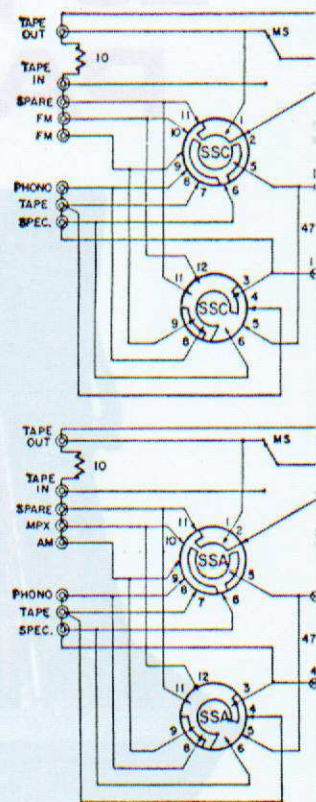 TAPE OUT
MS
10
TAPE IN
SPARE
FM
FM
11
1
10
2
SSC
9
5
8
7
6
PHONO
TAPE
SPEC.
47
12
11
3
4
SSC
9
5
8
6
TAPE OUT
MS
10
TAPE IN
SPARE
MPX
AM
11
1
2
10
SSA
9
5
8
7
6
PHONO
TAPE
SPEC.
47
12
11
3
4
SSA
9
5
8
6